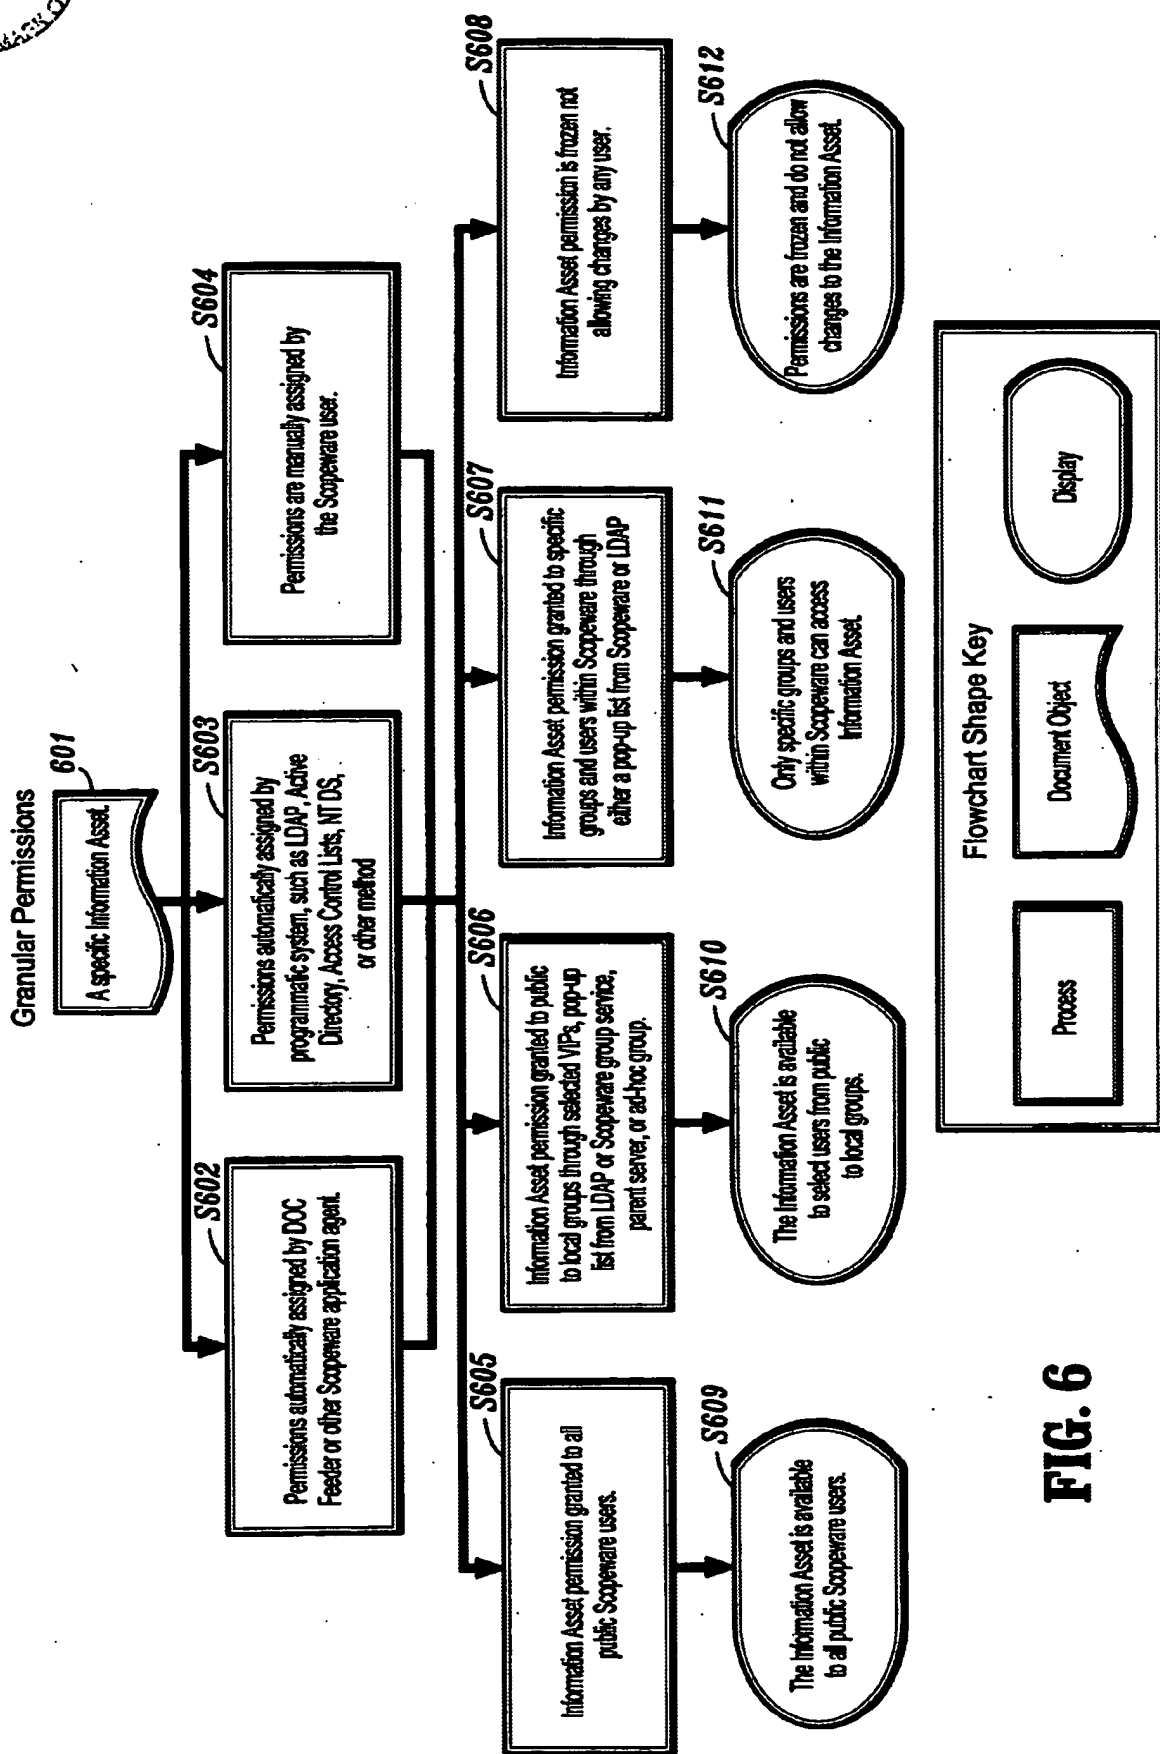 Granular Permissions
601
A specific Information Asset.
S602
Permissions automatically assigned by DOC
Feeder or other Scopeware application agent.
S603
Permissions automatically assigned by
programmatic system, such as LDAP, Active
Directory, Access Control Lists, NT DS,
or other method
S604
Permissions are manually assigned by
the Scopeware user.
S605
Information Asset permission granted to all
public Scopeware users.
S606
Information Asset permission granted to public
to local groups through selected VIPs, pop-up
list from LDAP or Scopeware group service,
parent server, or ad-hoc group.
S607
Information Asset permission granted to specific
groups and users within Scopeware through
either a pop-up list from Scopeware or LDAP
S608
Information Asset permission is frozen not
allowing changes by any user.
S609
The Information Asset is available
to all public Scopeware users.
S610
The Information Asset is available
to select users from public
to local groups.
S611
Only specific groups and users
within Scopeware can access
Information Asset.
S612
Permissions are frozen and do not allow
changes to the Information Asset.
Flowchart Shape Key
Process
Document Object
Display
FIG. 6